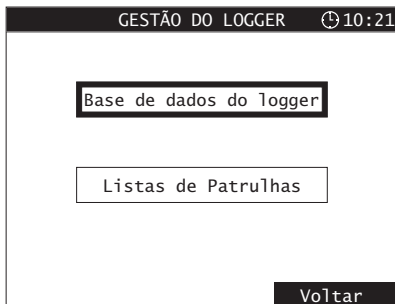 GESTÃO DO LOGGER 10:21
Base de dados do logger
Listas de Patrulhas
Voltar